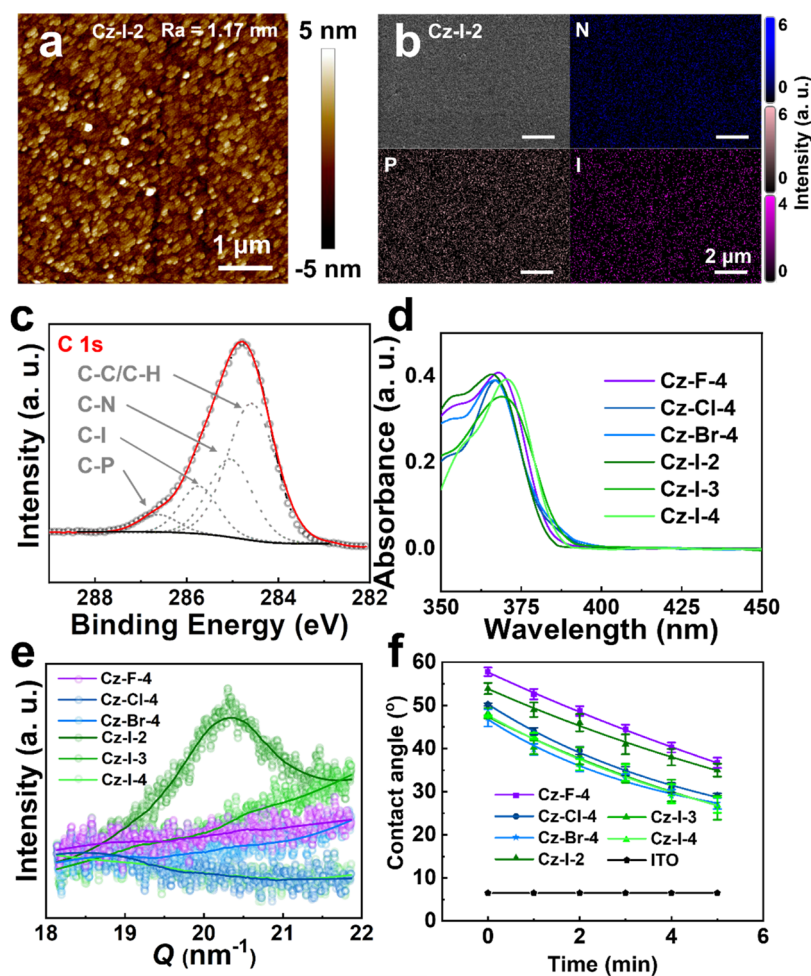 a
Cz-I-2
Ra = 1.17 nm
5 nm
-5 nm
1 μm
b
Cz-I-2
N
P
I
2 μm
6
0
6
0
4
0
Intensity (a. u.)
c
C 1s
C-C/C-H
C-N
C-I
C-P
Intensity (a. u.)
288 286 284 282
Binding Energy (eV)
d
Absorbance (a. u.)
0.4
0.2
0.0
Cz-F-4
Cz-Cl-4
Cz-Br-4
Cz-I-2
Cz-I-3
Cz-I-4
350 375 400 425 450
Wavelength (nm)
e
Cz-F-4
Cz-Cl-4
Cz-Br-4
Cz-I-2
Cz-I-3
Cz-I-4
Intensity (a. u.)
18 19 20 21 22
Q (nm⁻¹)
f
Contact angle (°)
60
50
40
30
20
10
0
Cz-F-4
Cz-Cl-4 Cz-I-3
Cz-Br-4 Cz-I-4
Cz-I-2 ITO
0 2 4 6
Time (min)